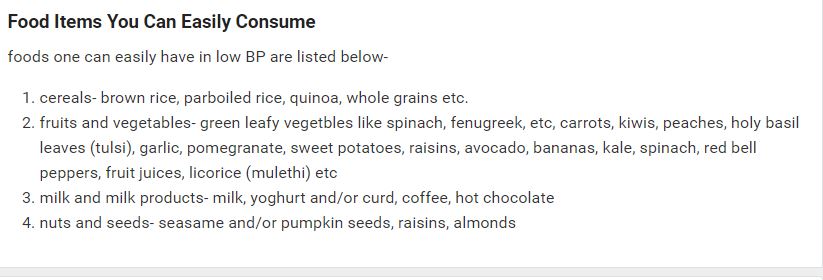 Food Items You Can Easily Consume
foods one can easily have in low BP are listed below-
1. cereals- brown rice, parboiled rice, quinoa, whole grains etc.
2. fruits and vegetables- green leafy vegetbles like spinach, fenugreek, etc, carrots, kiwis, peaches, holy basil
leaves (tulsi), garlic, pomegranate, sweet potatoes, raisins, avocado, bananas, kale, spinach, red bell
peppers, fruit juices, licorice (mulethi) etc
3. milk and milk products- milk, yoghurt and/or curd, coffee, hot chocolate
4. nuts and seeds- seasame and/or pumpkin seeds, raisins, almonds